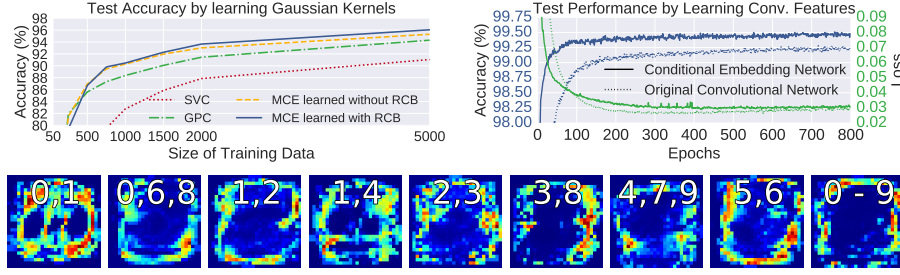 Test Accuracy by learning Gaussian Kernels
Accuracy (%)
98
96
94
92
90
88
86
84
82
80
50 500 1000 1500 2000 5000
Size of Training Data
SVC
GPC
MCE learned without RCB
MCE learned with RCB
Test Performance by Learning Conv. Features
Accuracy (%)
99.75
99.50
99.25
99.00
98.75
98.50
98.25
98.00
0.09
0.08
0.07
0.06
0.05
0.04
0.03
0.02
Loss
0 100 200 300 400 500 600 700 800
Epochs
Conditional Embedding Network
Original Convolutional Network
0,1 0,6,8 1,2 1,4 2,3 3,8 4,7,9 5,6 0 - 9